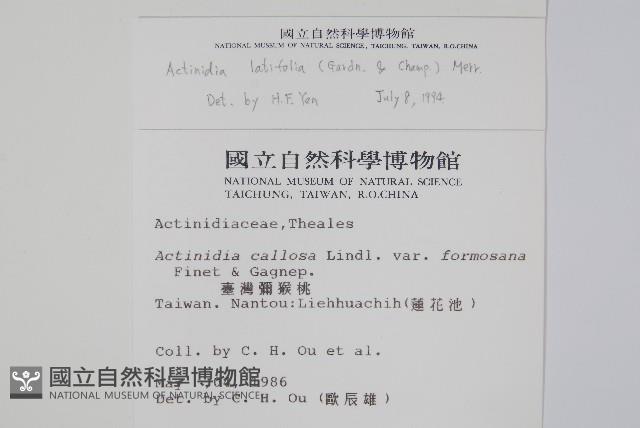 國立自然科學博物館
NATIONAL MUSEUM OF NATURAL SCIENCE, TAICHUNG, TAIWAN, R.O.CHINA
Actinidia latifolia (Gardn. & Champ.) Merr.
Det. by H.F. Yen July 8, 1994
國立自然科學博物館
NATIONAL MUSEUM OF NATURAL SCIENCE
TAICHUNG, TAIWAN, R.O.CHINA
Actinidiaceae,Theales
Actinidia callosa Lindl. var. formosana
Finet & Gagnep.
臺灣獼猴桃
Taiwan. Nantou:Liehhuachih(蓮花池)
Coll. by C. H. Ou et al.
國立自然科學博物館
May 1986
NATIONAL MUSEUM OF NATURAL SCIENCE
Det. by C. H. Ou (歐辰雄)